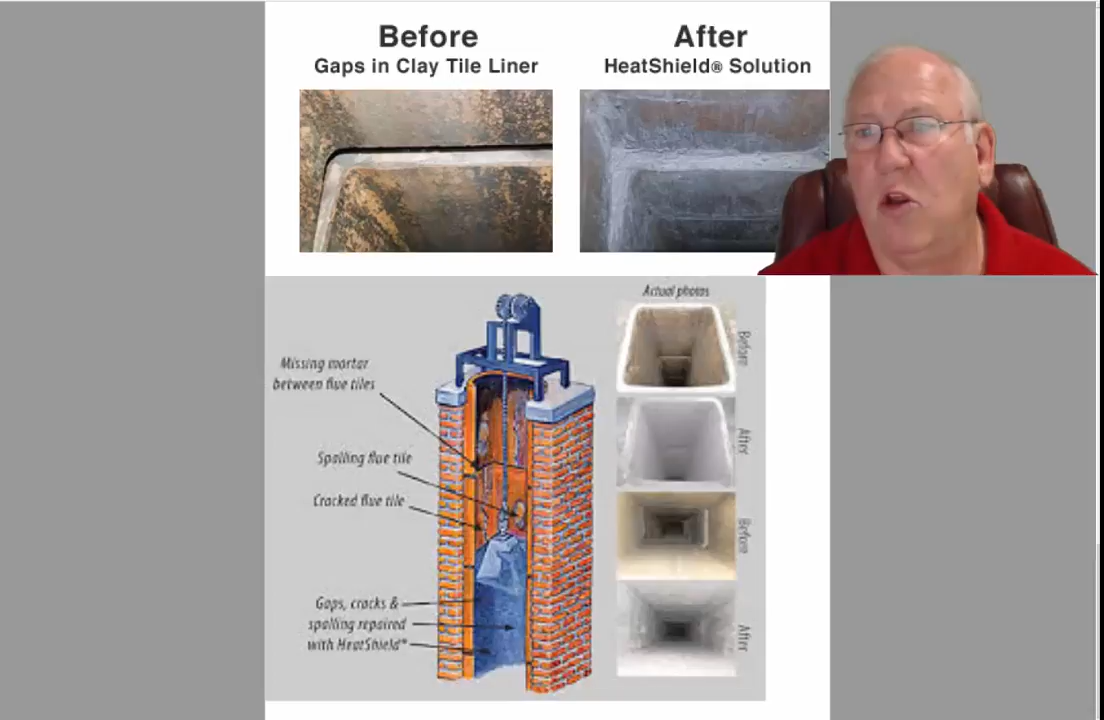 Before
Gaps in Clay Tile Liner
After
HeatShield® Solution
Actual photos
Missing mortar
between flue tiles
Spalling flue tile
Cracked flue tile
Gaps, cracks &
spalling repaired
with HeatShield®
Before
After
Before
After